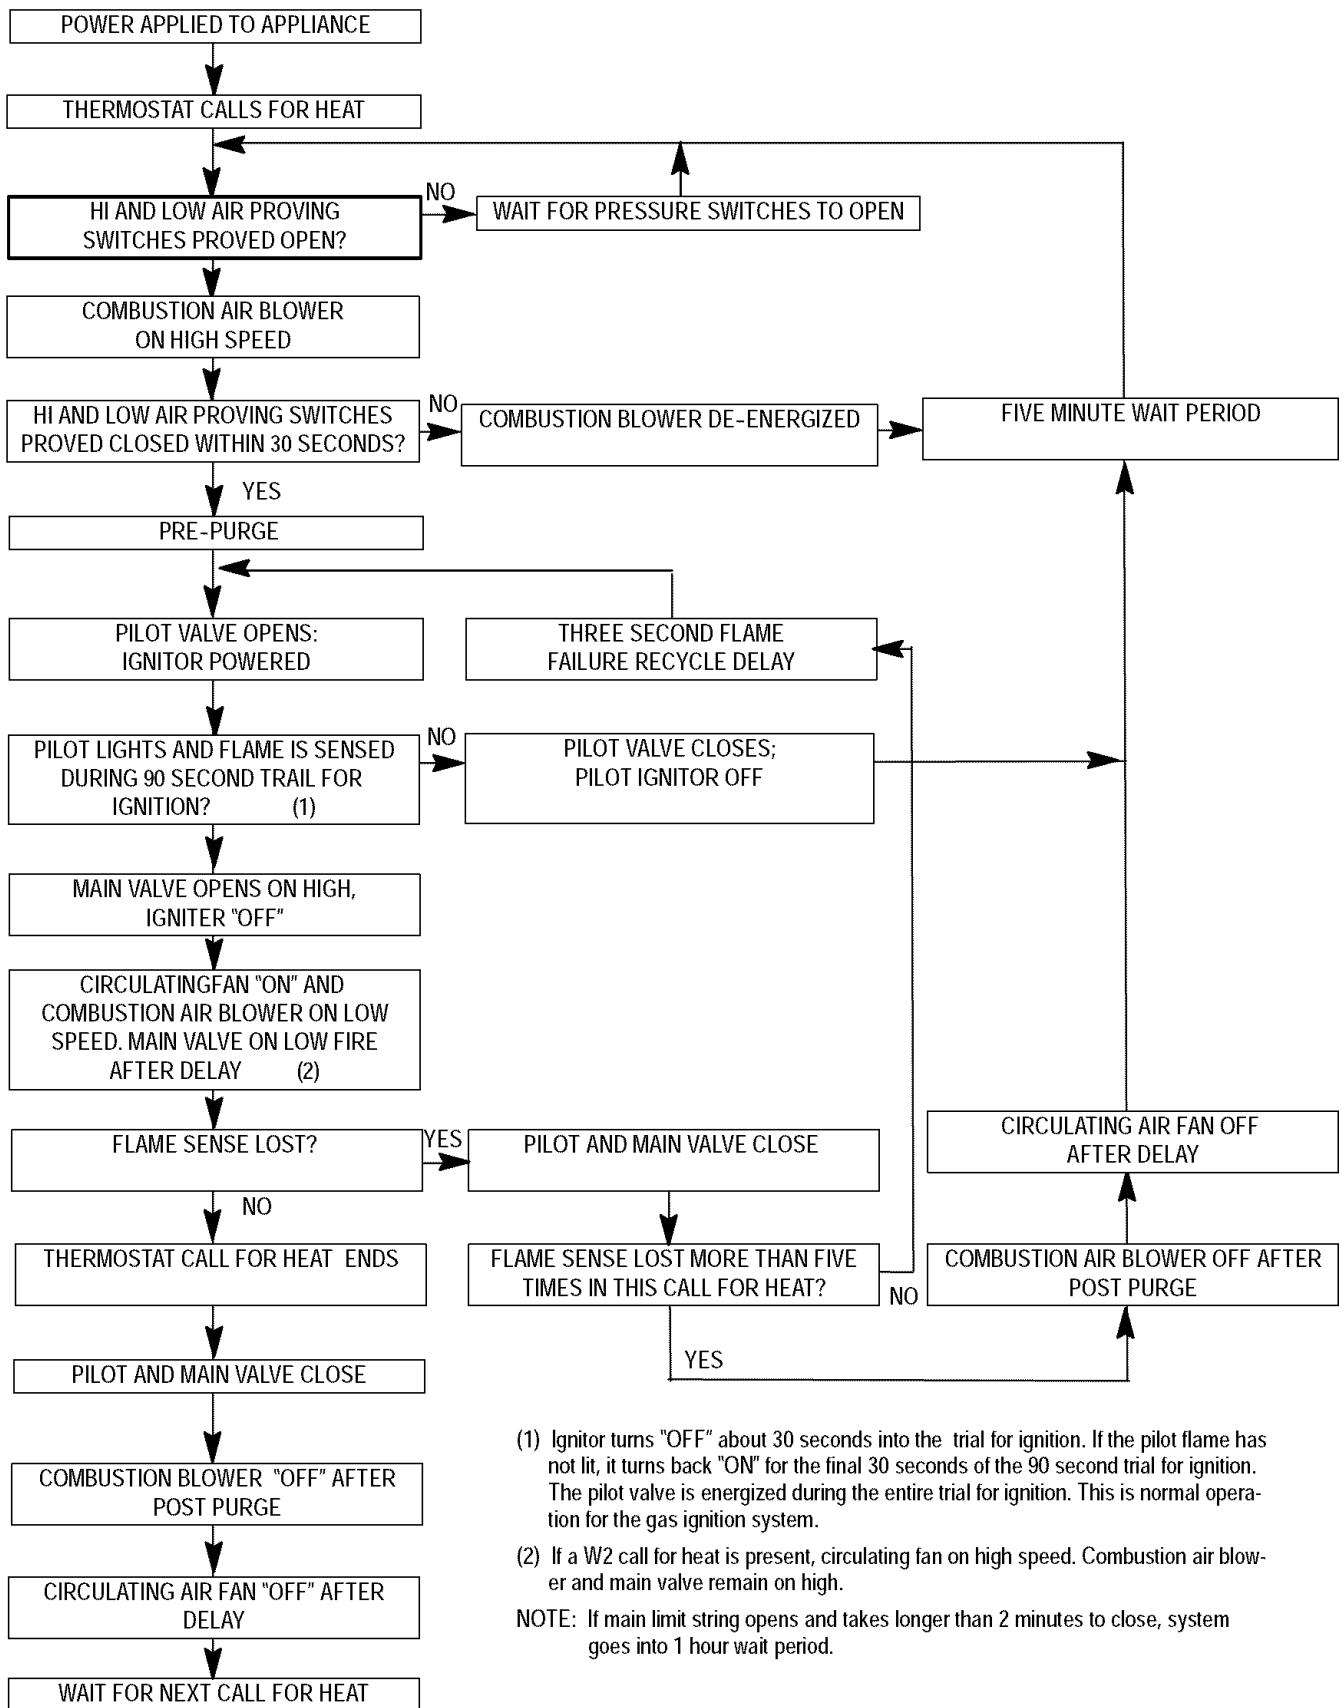 POWER APPLIED TO APPLIANCE
THERMOSTAT CALLS FOR HEAT
HI AND LOW AIR PROVING
SWITCHES PROVED OPEN?
NO
WAIT FOR PRESSURE SWITCHES TO OPEN
COMBUSTION AIR BLOWER
ON HIGH SPEED
HI AND LOW AIR PROVING SWITCHES
PROVED CLOSED WITHIN 30 SECONDS?
NO
COMBUSTION BLOWER DE-ENERGIZED
FIVE MINUTE WAIT PERIOD
YES
PRE-PURGE
PILOT VALVE OPENS:
IGNITOR POWERED
THREE SECOND FLAME
FAILURE RECYCLE DELAY
PILOT LIGHTS AND FLAME IS SENSED
DURING 90 SECOND TRAIL FOR
IGNITION? (1)
NO
PILOT VALVE CLOSES;
PILOT IGNITOR OFF
MAIN VALVE OPENS ON HIGH,
IGNITER "OFF"
CIRCULATINGFAN "ON" AND
COMBUSTION AIR BLOWER ON LOW
SPEED. MAIN VALVE ON LOW FIRE
AFTER DELAY (2)
FLAME SENSE LOST?
YES
PILOT AND MAIN VALVE CLOSE
CIRCULATING AIR FAN OFF
AFTER DELAY
NO
THERMOSTAT CALL FOR HEAT ENDS
FLAME SENSE LOST MORE THAN FIVE
TIMES IN THIS CALL FOR HEAT?
NO
COMBUSTION AIR BLOWER OFF AFTER
POST PURGE
YES
PILOT AND MAIN VALVE CLOSE
COMBUSTION BLOWER "OFF" AFTER
POST PURGE
CIRCULATING AIR FAN "OFF" AFTER
DELAY
WAIT FOR NEXT CALL FOR HEAT
(1) Ignitor turns "OFF" about 30 seconds into the trial for ignition. If the pilot flame has
not lit, it turns back "ON" for the final 30 seconds of the 90 second trial for ignition.
The pilot valve is energized during the entire trial for ignition. This is normal opera-
tion for the gas ignition system.
(2) If a W2 call for heat is present, circulating fan on high speed. Combustion air blow-
er and main valve remain on high.
NOTE: If main limit string opens and takes longer than 2 minutes to close, system
goes into 1 hour wait period.